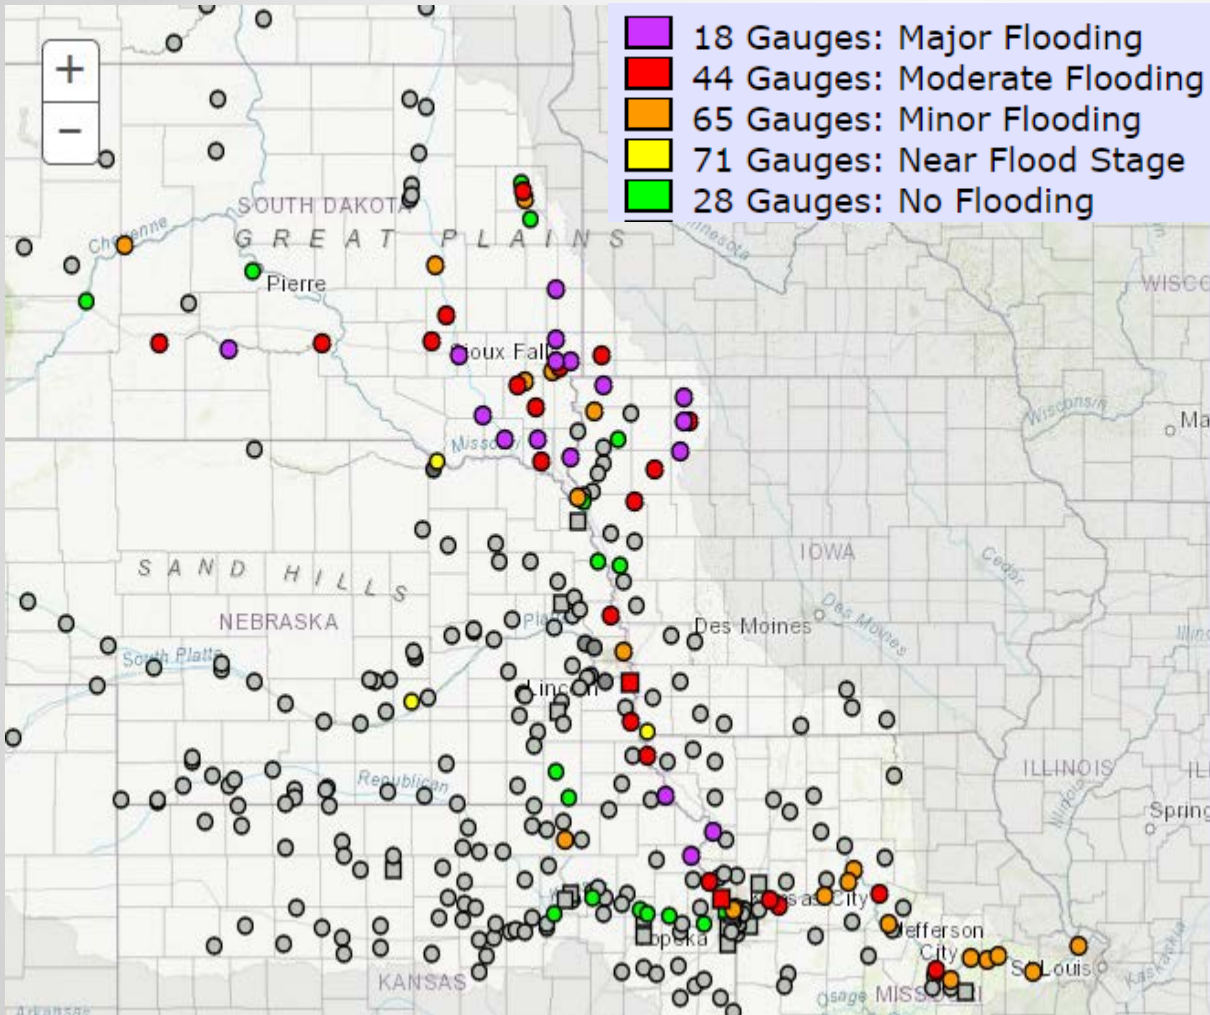 18 Gauges: Major Flooding
44 Gauges: Moderate Flooding
65 Gauges: Minor Flooding
71 Gauges: Near Flood Stage
28 Gauges: No Flooding
+
−
SOUTH DAKOTA
Cheyenne
GREAT PLAINS
Pierre
WISCO
Sioux Fall
Wisconsin
Ma
Misso
IOWA
Cedar
SAND HILLS
NEBRASKA
Des Moines
Des Moines
South Platte
Lincoln
Republican
ILLINOIS
ILL
Illinois
Spring
Kansas City
Topeka
Jefferson
City
St Louis
KANSAS
Kaskaskia
Osage
MISSOURI
Arkansas